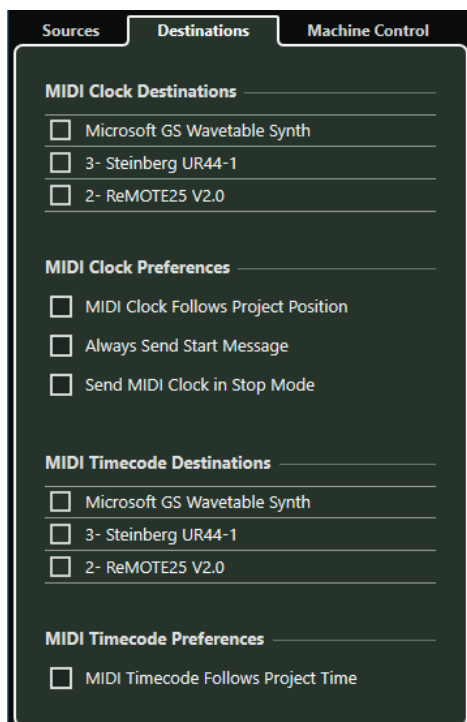 Sources Destinations Machine Control
MIDI Clock Destinations
Microsoft GS Wavetable Synth
3- Steinberg UR44-1
2- ReMOTE25 V2.0
MIDI Clock Preferences
MIDI Clock Follows Project Position
Always Send Start Message
Send MIDI Clock in Stop Mode
MIDI Timecode Destinations
Microsoft GS Wavetable Synth
3- Steinberg UR44-1
2- ReMOTE25 V2.0
MIDI Timecode Preferences
MIDI Timecode Follows Project Time